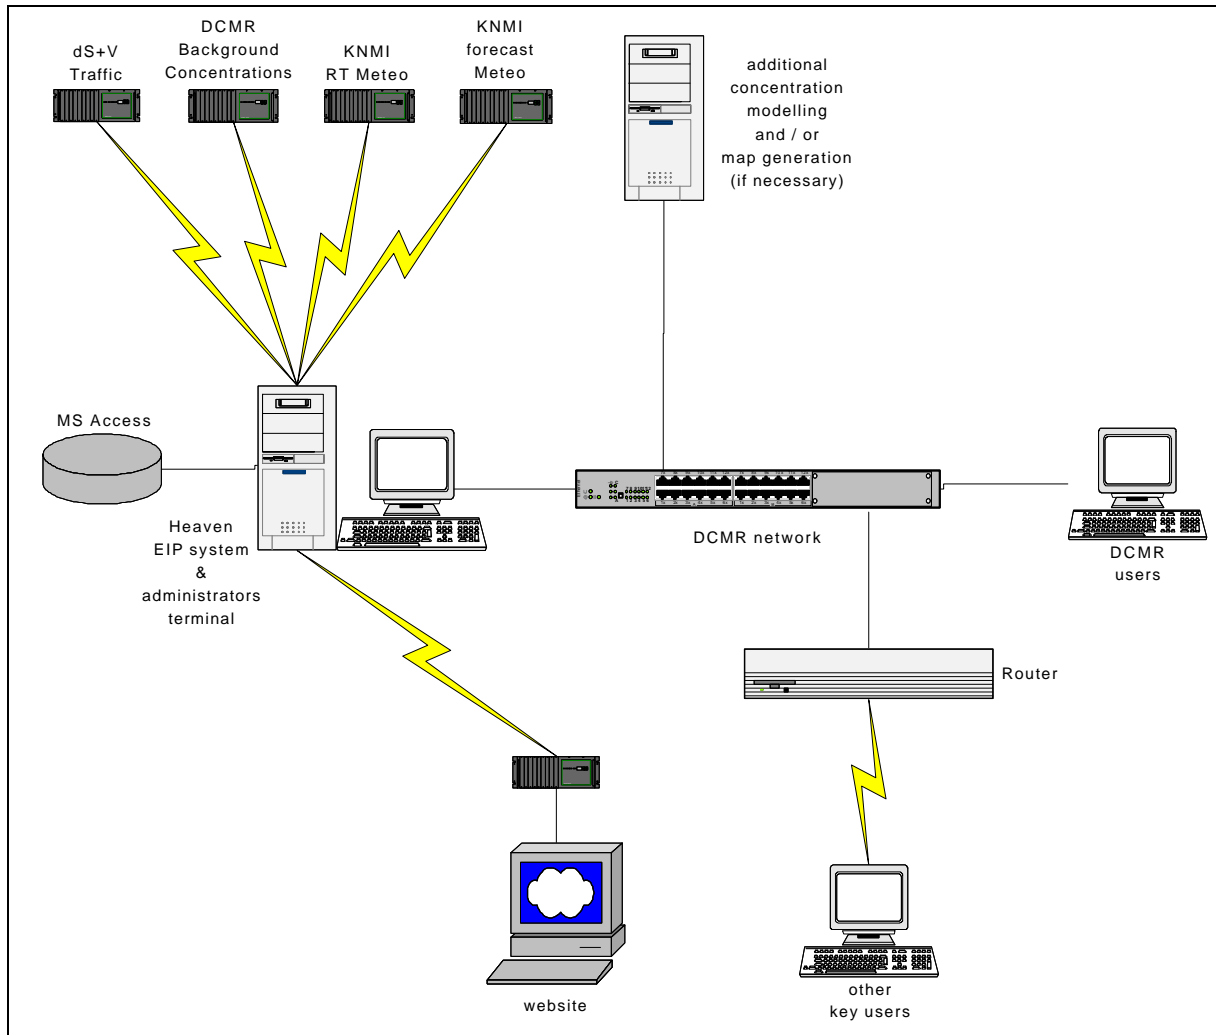 dS+V
Traffic
DCMR
Background
Concentrations
KNMI
RT Meteo
KNMI
forecast
Meteo
additional
concentration
modelling
and / or
map generation
(if necessary)
MS Access
Heaven
EIP system
&
administrators
terminal
DCMR network
DCMR
users
Router
website
other
key users